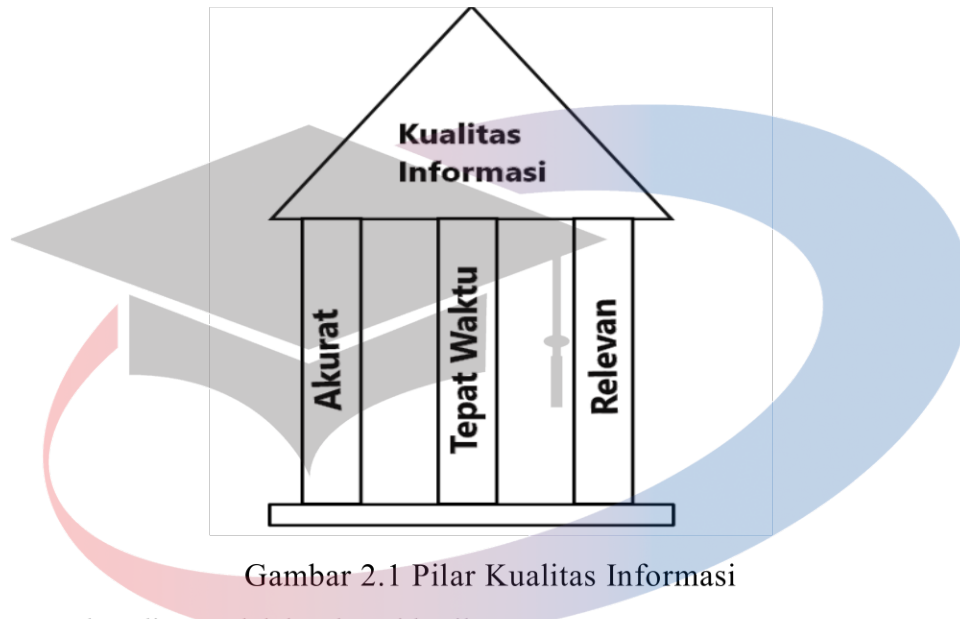 Kualitas
Informasi
Akurat
Tepat Waktu
Relevan
Gambar 2.1 Pilar Kualitas Informasi